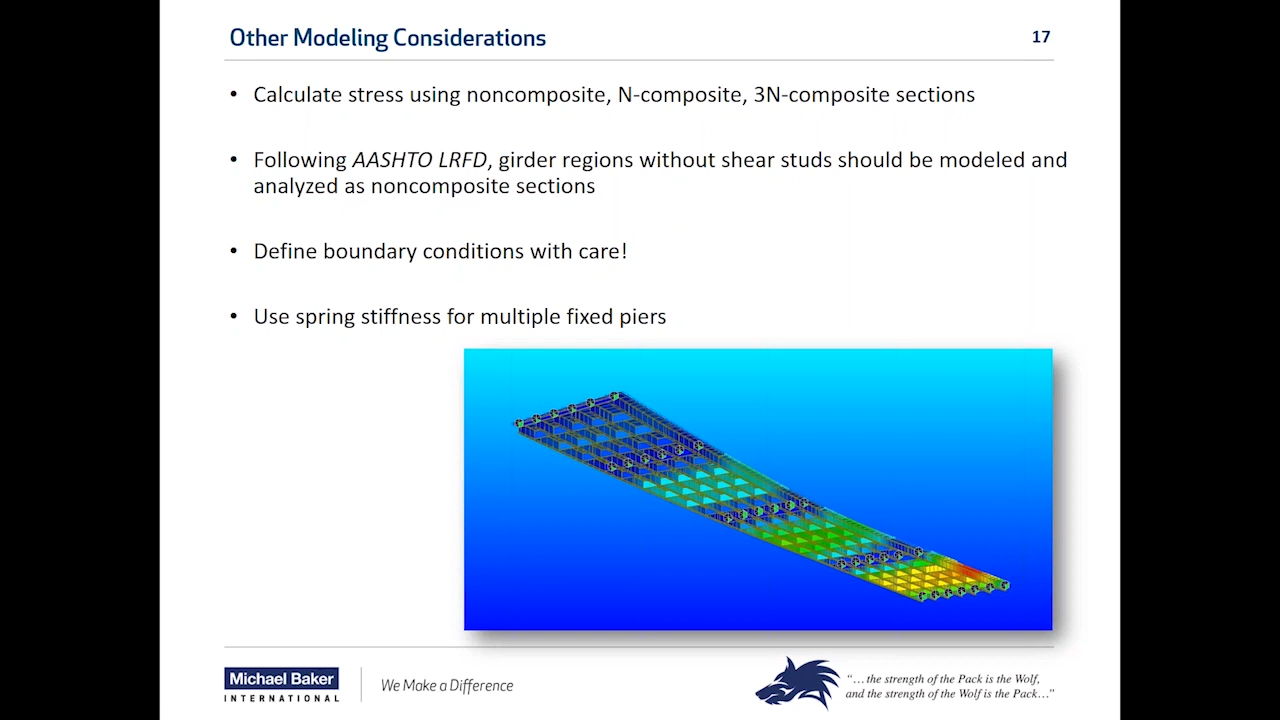 Other Modeling Considerations
17
• Calculate stress using noncomposite, N-composite, 3N-composite sections
• Following AASHTO LRFD, girder regions without shear studs should be modeled and
analyzed as noncomposite sections
• Define boundary conditions with care!
• Use spring stiffness for multiple fixed piers
Michael Baker
INTERNATIONAL
We Make a Difference
“… the strength of the Pack is the Wolf,
and the strength of the Wolf is the Pack…”